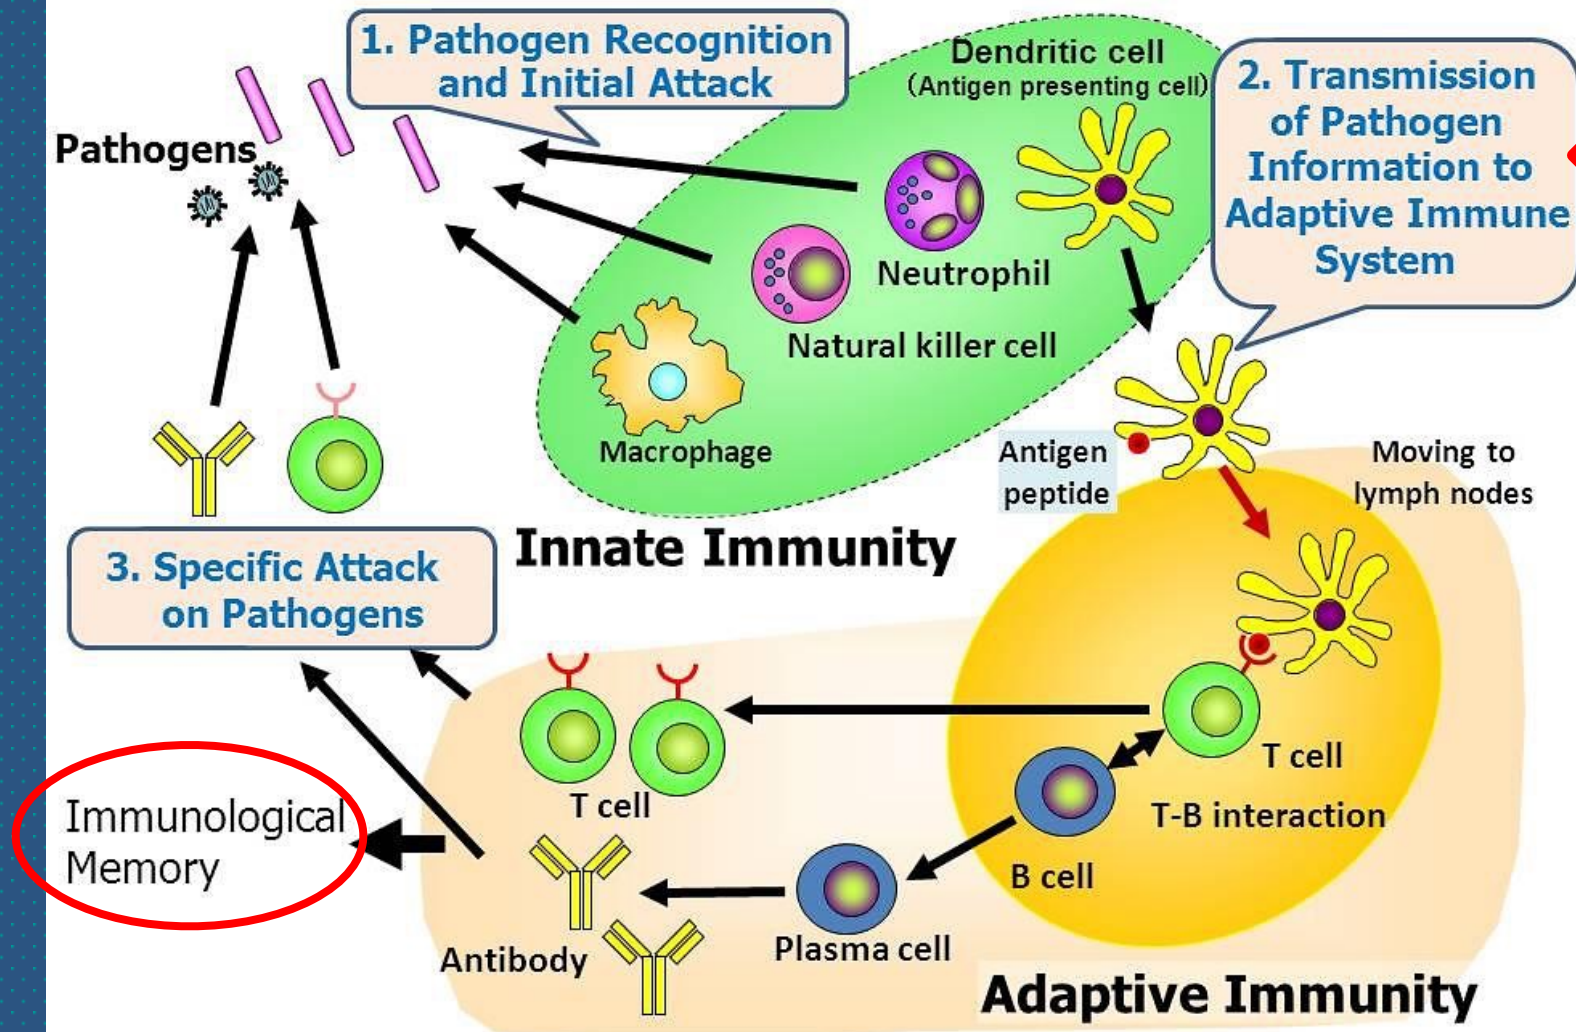 1. Pathogen Recognition
and Initial Attack
Dendritic cell
(Antigen presenting cell)
2. Transmission
of Pathogen
Information to
Adaptive Immune
System
Pathogens
Neutrophil
Natural killer cell
Macrophage
Antigen
peptide
Moving to
lymph nodes
Innate Immunity
3. Specific Attack
on Pathogens
T cell
T-B interaction
T cell
B cell
Immunological
Memory
Antibody
Plasma cell
Adaptive Immunity